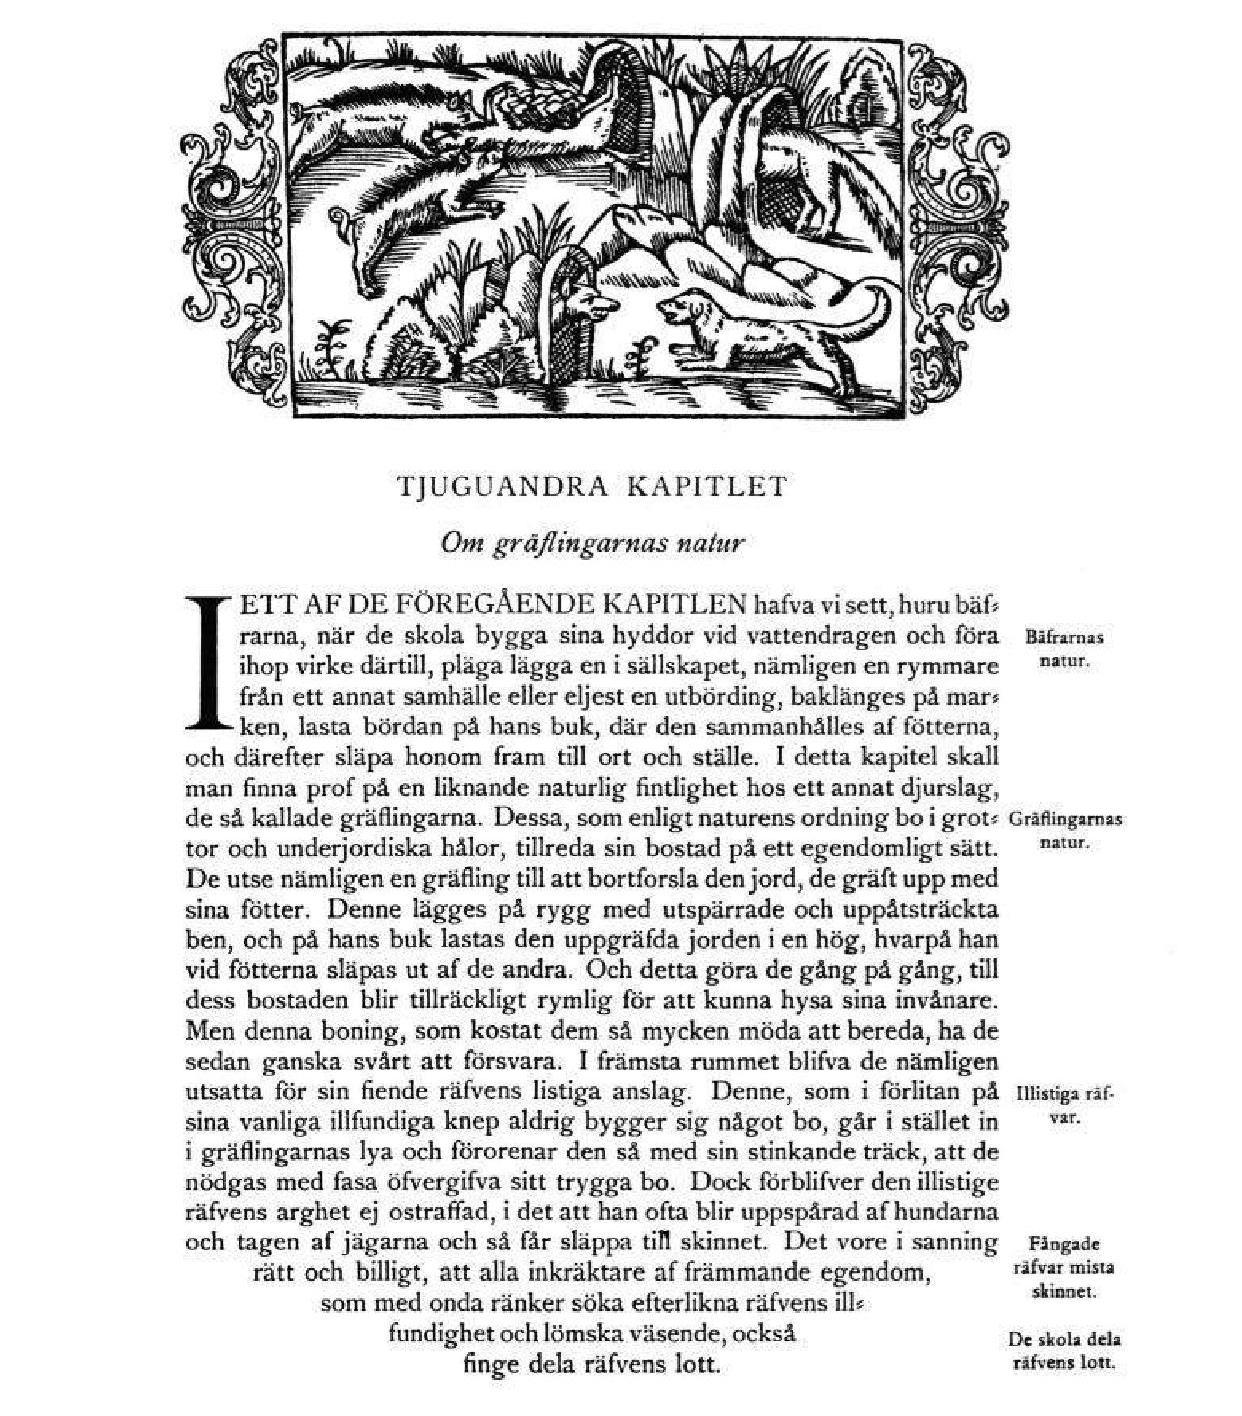 TJUGUANDRA KAPITLET
Om gräflingarnas natur
I ETT AF DE FÖREGÅENDE KAPITLEN hafva vi sett, huru bäf-
rarna, när de skola bygga sina hyddor vid vattendragen och föra
ihop virke därtill, pläga lägga en i sällskapet, nämligen en rymmare
från ett annat samhälle eller eljest en utbörding, baklänges på mar-
ken, lasta bördan på hans buk, där den sammanhålles af fötterna,
och därefter släpa honom fram till ort och ställe. I detta kapitel skall
man finna prof på en liknande naturlig fintlighet hos ett annat djurslag,
de så kallade gräflingarna. Dessa, som enligt naturens ordning bo i grot-
tor och underjordiska hålor, tillreda sin bostad på ett egendomligt sätt.
De utse nämligen en gräfling till att bortforsla den jord, de gräft upp med
sina fötter. Denne lägges på rygg med utspärrade och uppåtsträckta
ben, och på hans buk lastas den uppgräfda jorden i en hög, hvarpå han
vid fötterna släpas ut af de andra. Och detta göra de gång på gång, till
dess bostaden blir tillräckligt rymlig för att kunna hysa sina invånare.
Men denna boning, som kostat dem så mycken möda att bereda, ha de
sedan ganska svårt att försvara. I främsta rummet blifva de nämligen
utsatta för sin fiende räfvens listiga anslag. Denne, som i förlitan på
sina vanliga illfundiga knep aldrig bygger sig något bo, går i stället in
i gräflingarnas lya och förorenar den så med sin stinkande träck, att de
nödgas med fasa öfvergifva sitt trygga bo. Dock förblifver den illistige
räfvens arghet ej ostraffad, i det att han ofta blir uppspårad af hundarna
och tagen af jägarna och så får släppa till skinnet. Det vore i sanning
rätt och billigt, att alla inkräktare af främmande egendom,
som med onda ränker söka efterlikna räfvens ill-
fundighet och lömska väsende, också
finge dela räfvens lott.
Bäfrarnas
natur.
Gräflingarnas
natur.
Illistiga räf-
var.
Fångade
räfvar mista
skinnet.
De skola dela
räfvens lott.